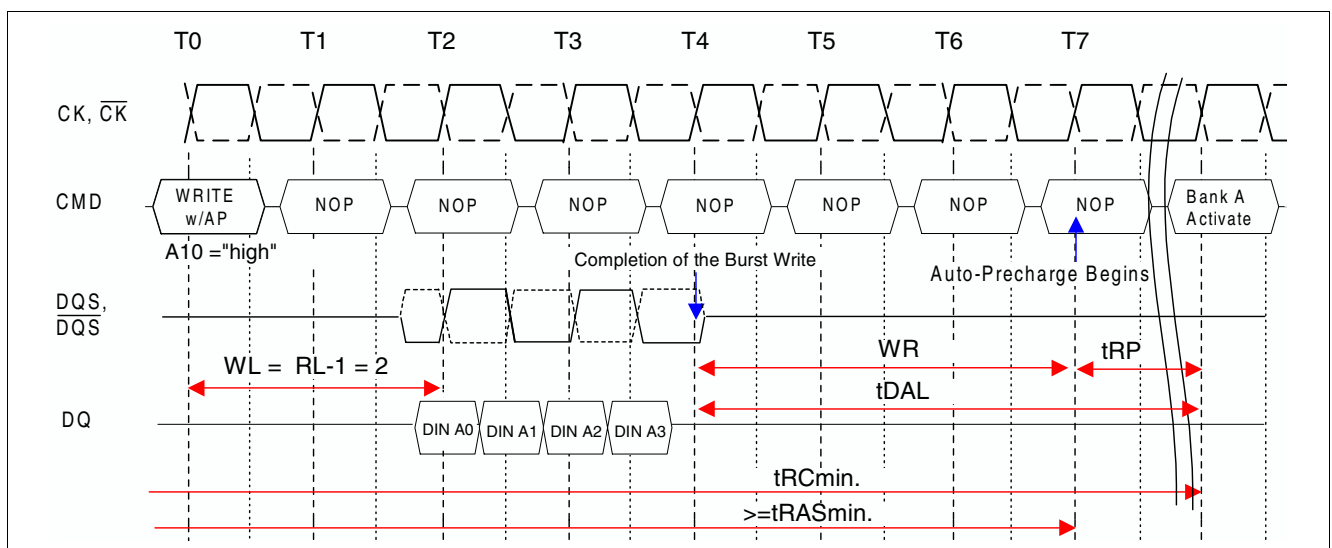 T0 T1 T2 T3 T4 T5 T6 T7
CK, CK
CMD
WRITE w/AP
NOP
NOP
NOP
NOP
NOP
NOP
NOP
Bank A Activate
A10 ="high"
Completion of the Burst Write
Auto-Precharge Begins
DQS,
DQS
WL = RL-1 = 2
WR
tRP
tDAL
DQ
DIN A0
DIN A1
DIN A2
DIN A3
tRCmin.
>=tRASmin.